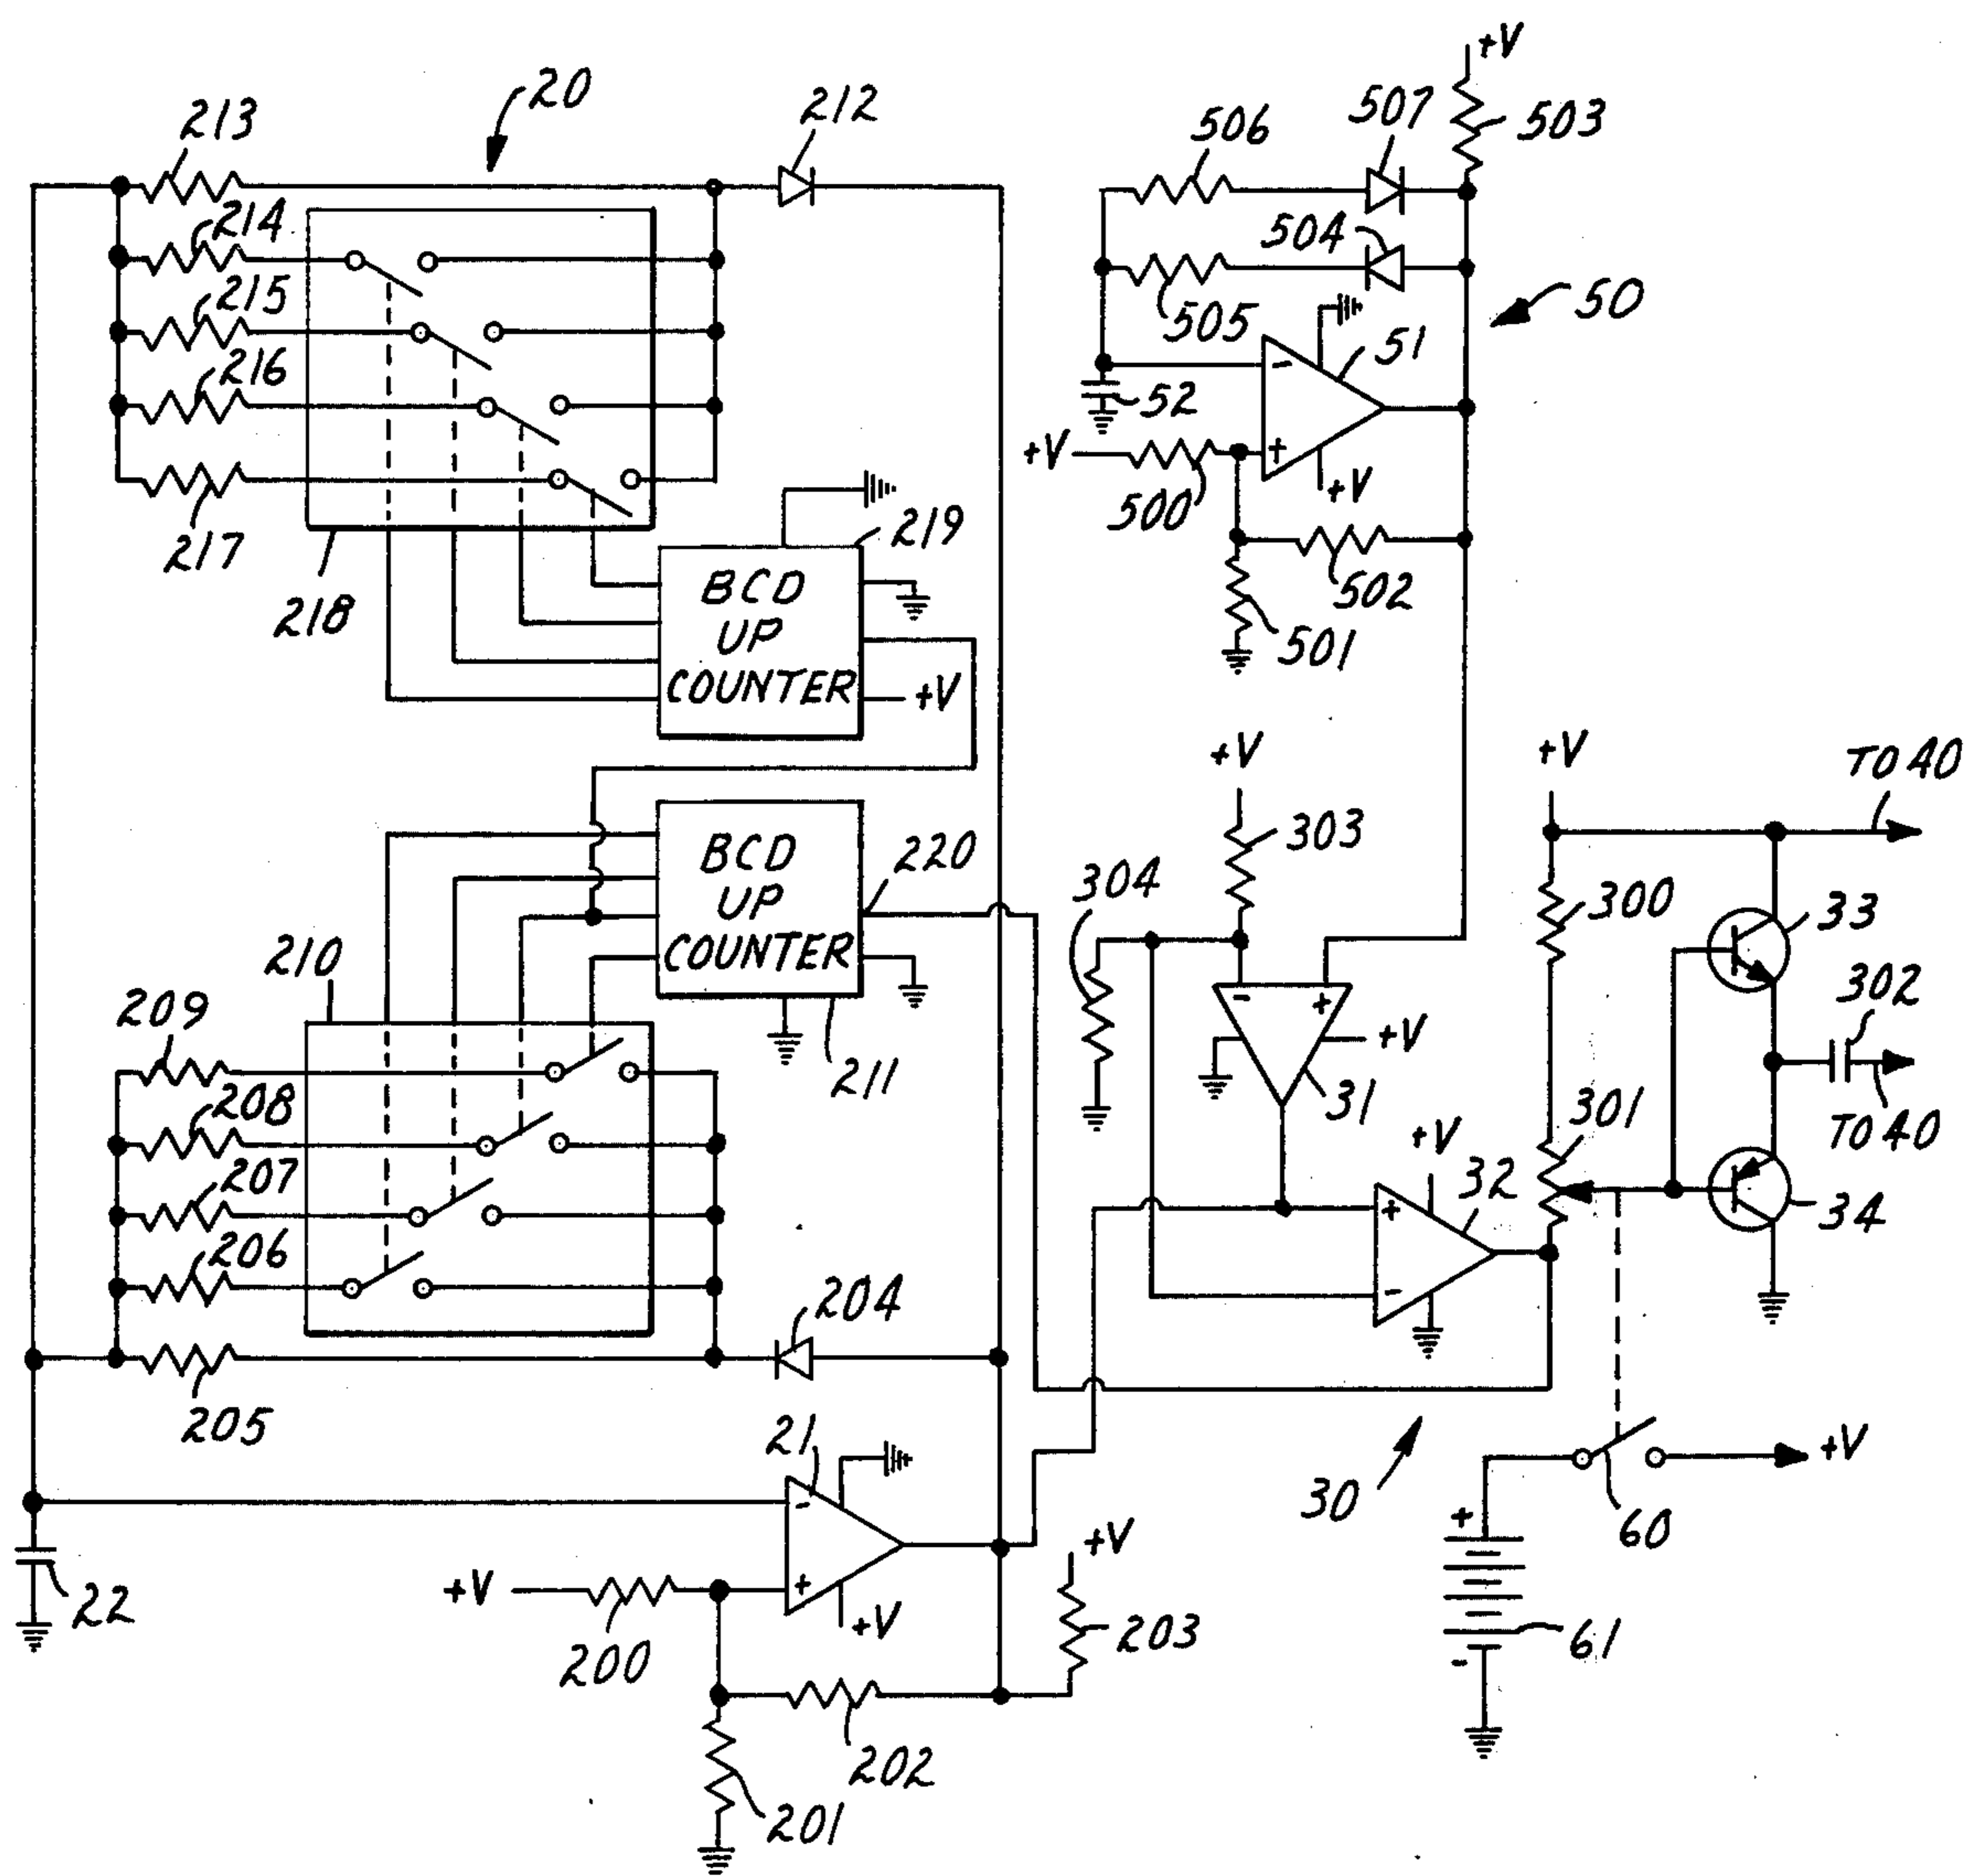 +V
20
212
507
213
506
503
214
504
215
505
50
51
216
52
+V
+V
217
500
219
218
BCD
UP
COUNTER
+V
502
501
+V
+V
TO 40
BCD
UP
COUNTER
220
303
304
300
33
210
302
209
+V
208
211
31
301
TO 40
+V
32
207
34
206
204
205
21
+V
30
60
+
+V
22
+V
+V
200
203
61
-
202
201
-
+
-
+
-
+
-
+